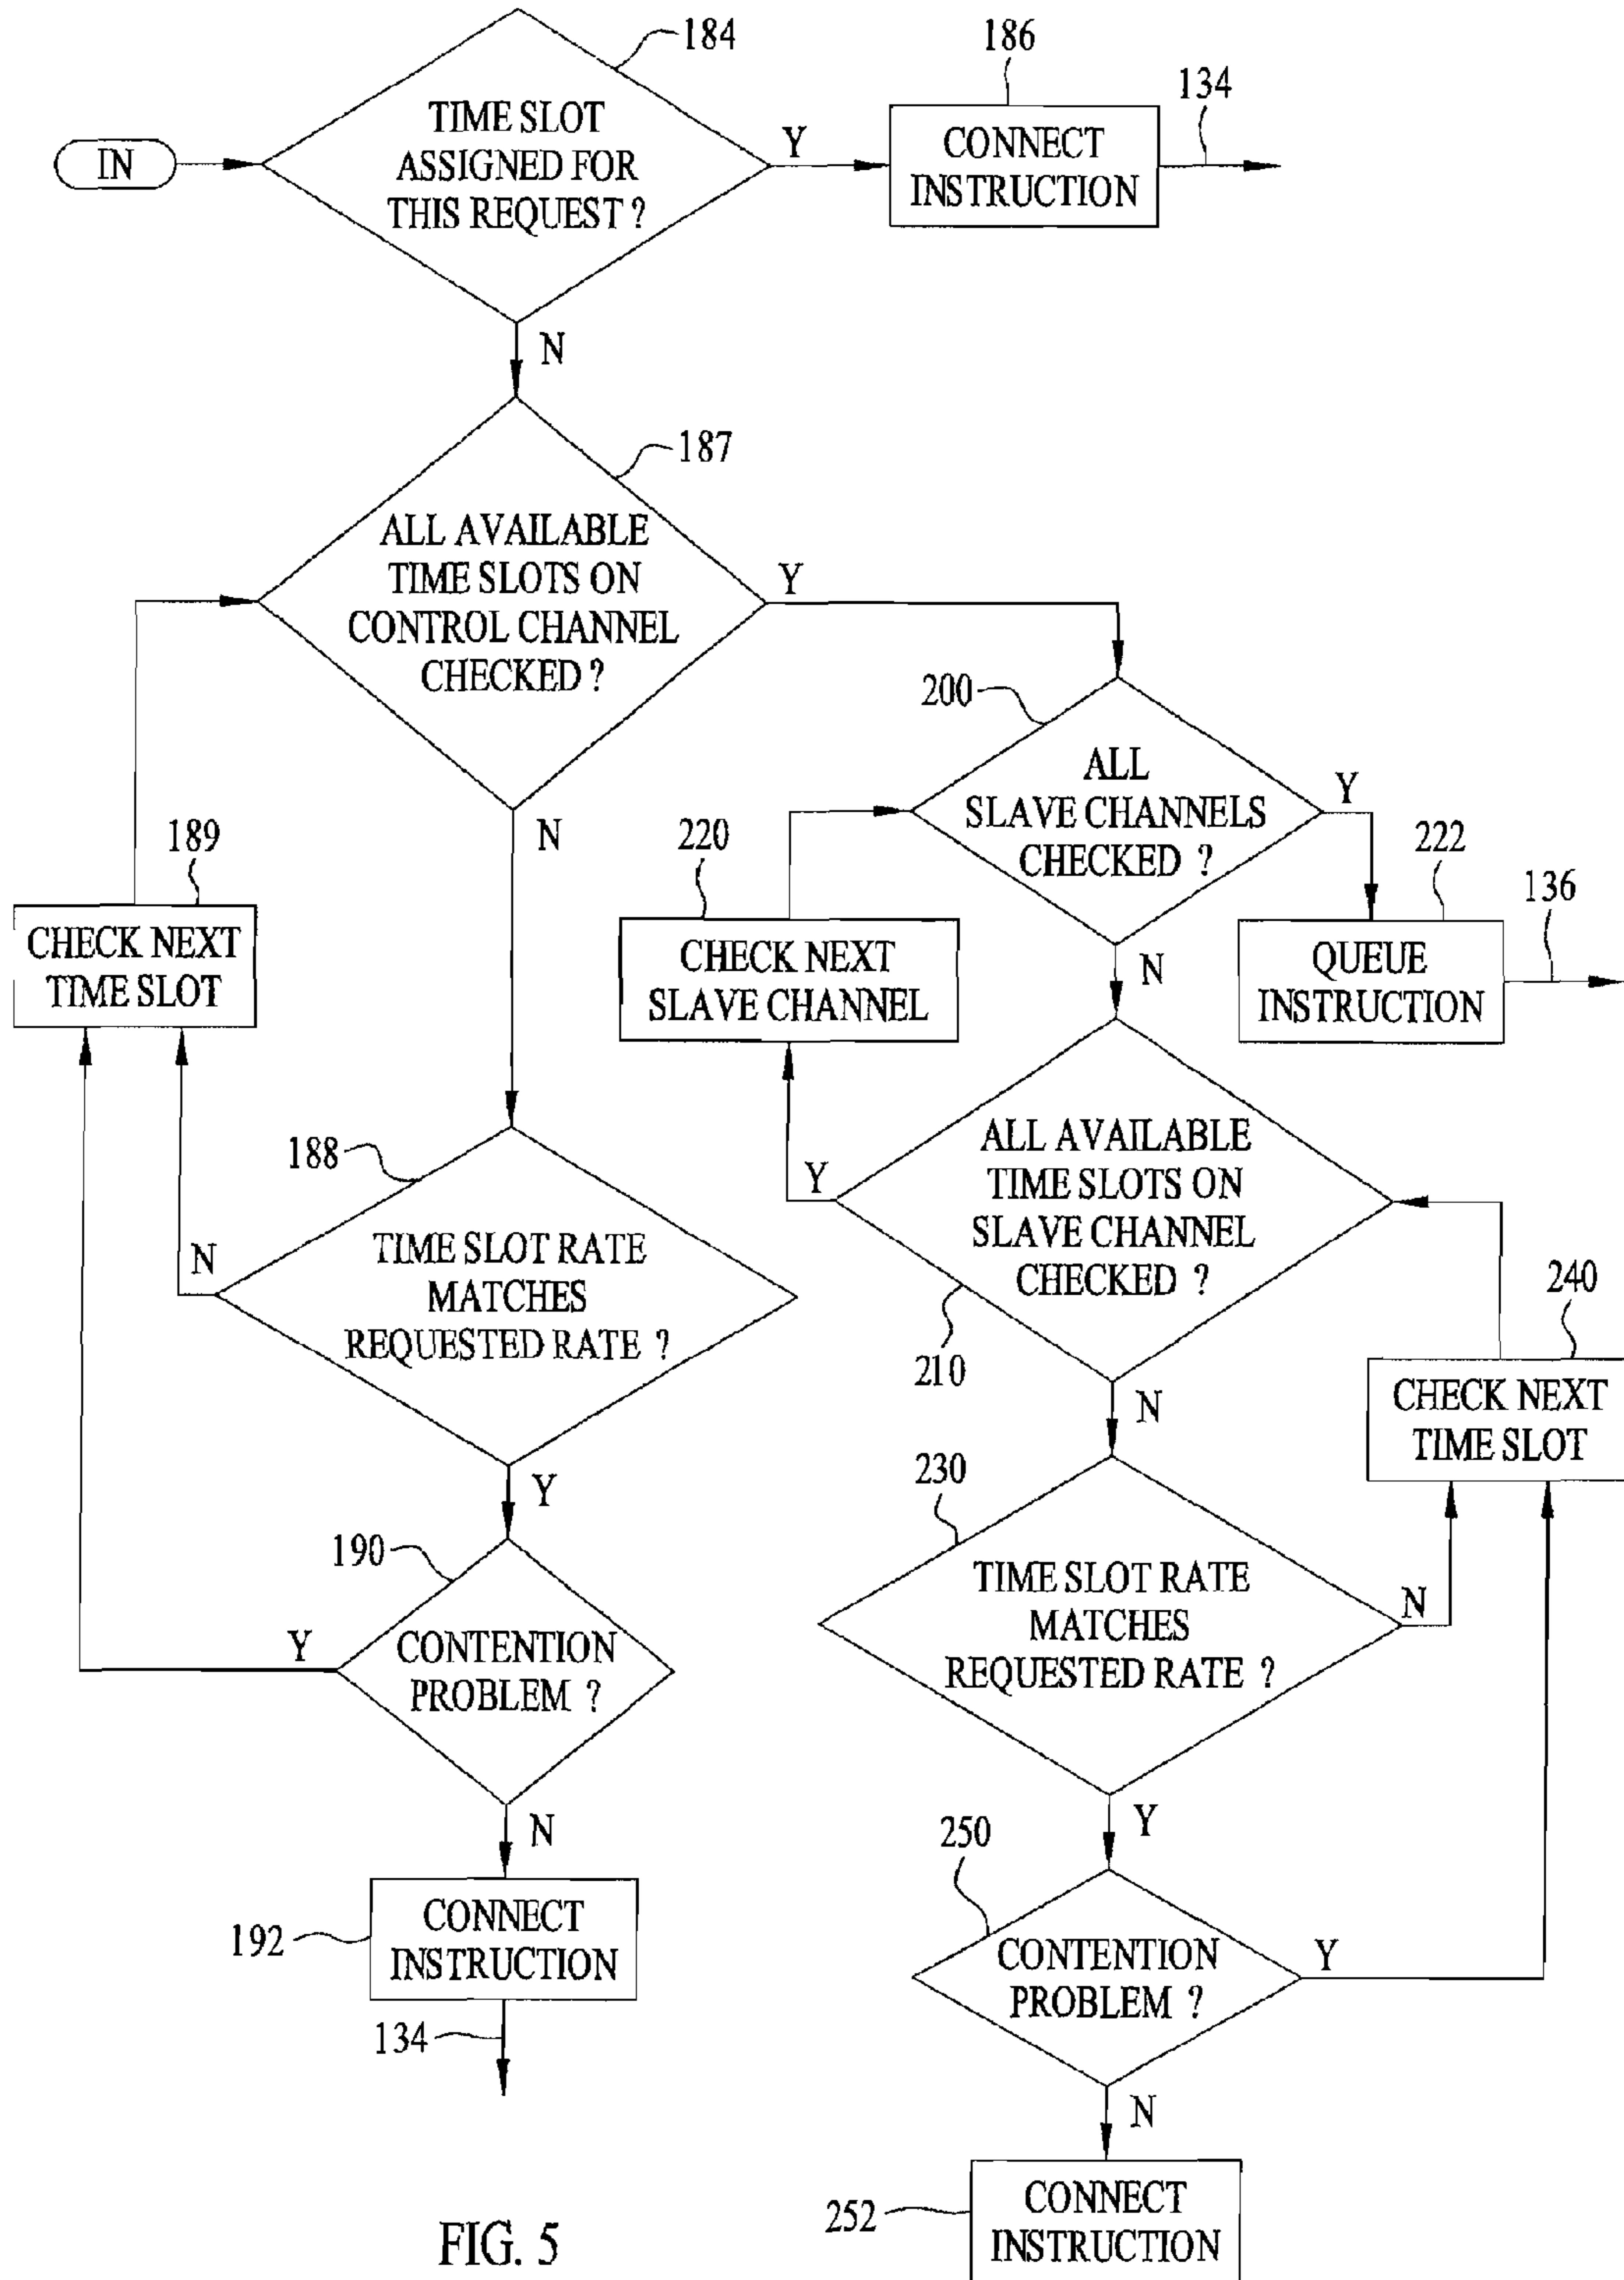 184
186
134
IN
TIME SLOT
ASSIGNED FOR
THIS REQUEST ?
Y
CONNECT
INSTRUCTION
N
187
ALL AVAILABLE
TIME SLOTS ON
CONTROL CHANNEL
CHECKED ?
Y
N
200
ALL
SLAVE CHANNELS
CHECKED ?
Y
N
189
CHECK NEXT
TIME SLOT
220
CHECK NEXT
SLAVE CHANNEL
222
136
QUEUE
INSTRUCTION
188
TIME SLOT RATE
MATCHES
REQUESTED RATE ?
N
Y
ALL AVAILABLE
TIME SLOTS ON
SLAVE CHANNEL
CHECKED ?
Y
210
N
240
CHECK NEXT
TIME SLOT
230
TIME SLOT RATE
MATCHES
REQUESTED RATE ?
N
Y
190
CONTENTION
PROBLEM ?
Y
N
192
CONNECT
INSTRUCTION
134
250
CONTENTION
PROBLEM ?
Y
N
252
CONNECT
INSTRUCTION
FIG. 5